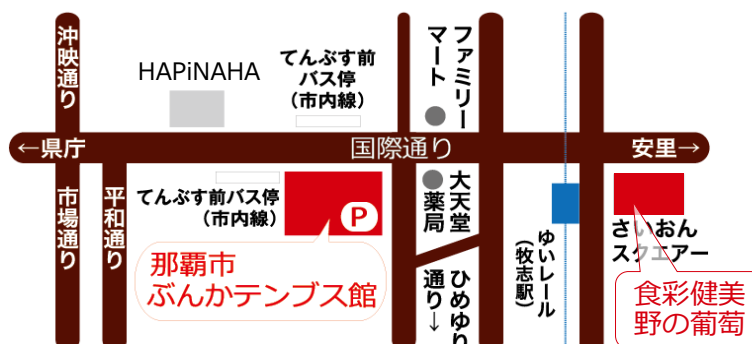 沖映通り
HAPiNAHA
てんぶす前
バス停
(市内線)
ファミリー
マート
←県庁
国際通り
安里→
市場通り
平和通り
てんぶす前バス停
(市内線)
P
那覇市
ぶんかテンブス館
大天堂
薬局
ひめゆり
通り→
ゆいレール
(牧志駅)
さいおん
スクエアー
食彩健美
野の葡萄